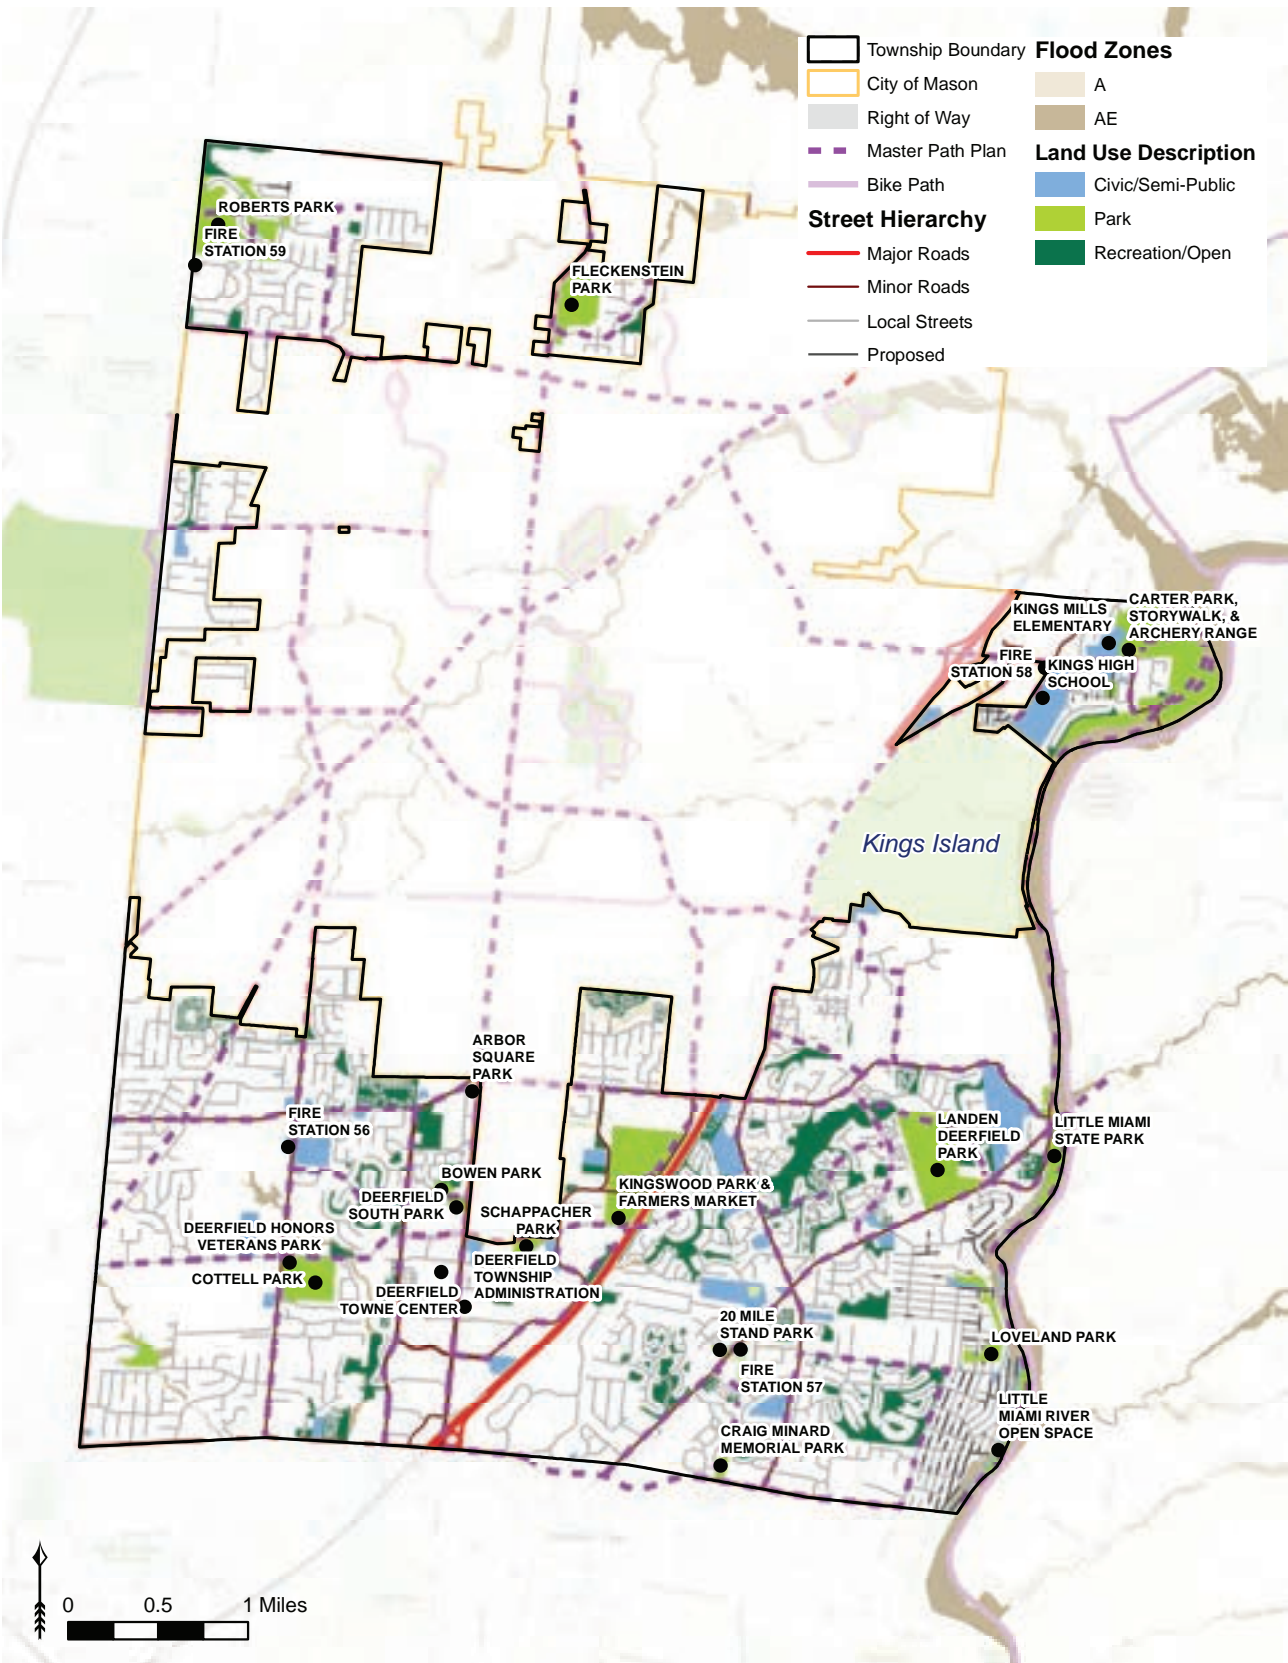 Township Boundary
City of Mason
Right of Way
Master Path Plan
Bike Path
Street Hierarchy
Major Roads
Minor Roads
Local Streets
Proposed
Flood Zones
A
AE
Land Use Description
Civic/Semi-Public
Park
Recreation/Open
ROBERTS PARK
FIRE
STATION 59
FLECKENSTEIN
PARK
KINGS MILLS
ELEMENTARY
CARTER PARK,
STORYWALK, &
ARCHERY RANGE
FIRE
STATION 58
KINGS HIGH
SCHOOL
Kings Island
ARBOR
SQUARE
PARK
FIRE
STATION 56
LANDEN
DEERFIELD
PARK
LITTLE MIAMI
STATE PARK
BOWEN PARK
DEERFIELD
SOUTH PARK
KINGSWOOD PARK &
FARMERS MARKET
SCHAPPACHER
PARK
DEERFIELD HONORS
VETERANS PARK
COTTELL PARK
DEERFIELD
TOWNSHIP
ADMINISTRATION
DEERFIELD
TOWNE CENTER
20 MILE
STAND PARK
FIRE
STATION 57
LOVELAND PARK
LITTLE
MIAMI RIVER
OPEN SPACE
CRAIG MINARD
MEMORIAL PARK
0 0.5 1 Miles